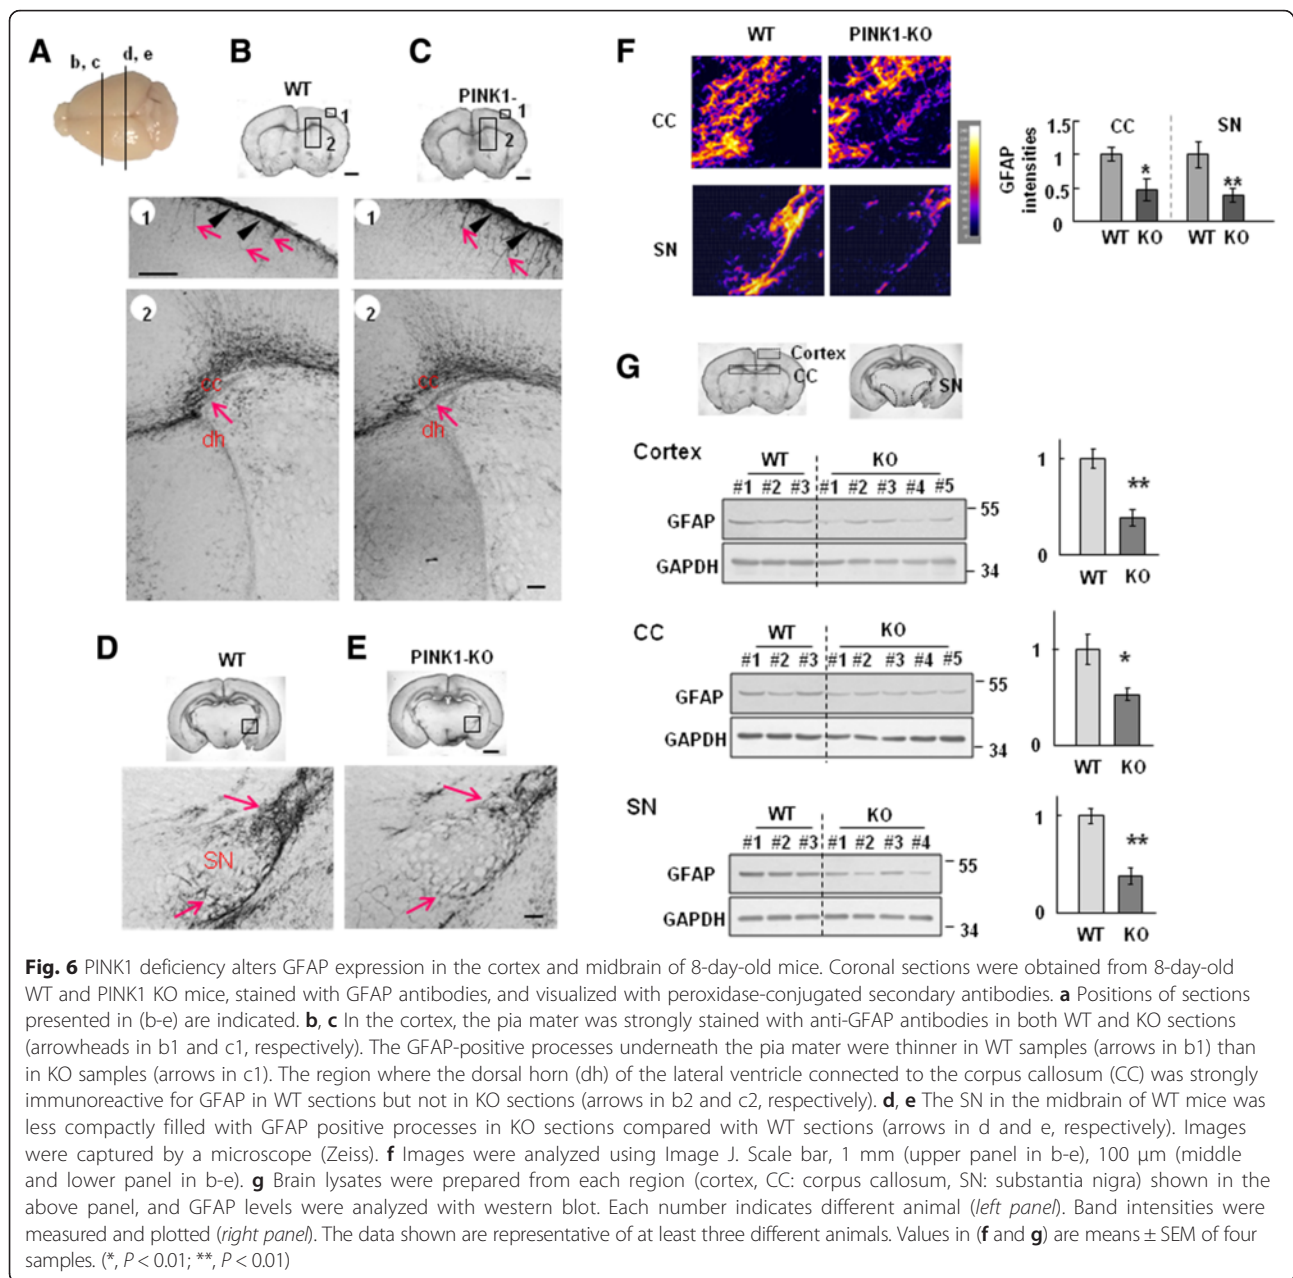 A
b, c
d, e
B
WT
1
2
C
PINK1-
1
2
1
1
2
cc
dh
2
cc
dh
D
WT
E
PINK1-KO
SN
F
WT
PINK1-KO
CC
SN
GFAP
intensities
1.5
1
0.5
0
CC
SN
*
**
WT KO
WT KO
G
Cortex
CC
SN
Cortex
WT
KO
#1 #2 #3 #1 #2 #3 #4 #5
GFAP
GAPDH
55
34
1
0
**
WT KO
CC
WT
KO
#1 #2 #3 #1 #2 #3 #4 #5
GFAP
GAPDH
55
34
1
0
*
WT KO
SN
WT
KO
#1 #2 #3 #1 #2 #3 #4
GFAP
GAPDH
55
34
1
0
**
WT KO
Fig. 6 PINK1 deficiency alters GFAP expression in the cortex and midbrain of 8-day-old mice. Coronal sections were obtained from 8-day-old
WT and PINK1 KO mice, stained with GFAP antibodies, and visualized with peroxidase-conjugated secondary antibodies. a Positions of sections
presented in (b-e) are indicated. b, c In the cortex, the pia mater was strongly stained with anti-GFAP antibodies in both WT and KO sections
(arrowheads in b1 and c1, respectively). The GFAP-positive processes underneath the pia mater were thinner in WT samples (arrows in b1) than
in KO samples (arrows in c1). The region where the dorsal horn (dh) of the lateral ventricle connected to the corpus callosum (CC) was strongly
immunoreactive for GFAP in WT sections but not in KO sections (arrows in b2 and c2, respectively). d, e The SN in the midbrain of WT mice was
less compactly filled with GFAP positive processes in KO sections compared with WT sections (arrows in d and e, respectively). Images
were captured by a microscope (Zeiss). f Images were analyzed using Image J. Scale bar, 1 mm (upper panel in b-e), 100 μm (middle
and lower panel in b-e). g Brain lysates were prepared from each region (cortex, CC: corpus callosum, SN: substantia nigra) shown in the
above panel, and GFAP levels were analyzed with western blot. Each number indicates different animal (left panel). Band intensities were
measured and plotted (right panel). The data shown are representative of at least three different animals. Values in (f and g) are means ± SEM of four
samples. (*, P < 0.01; **, P < 0.01)